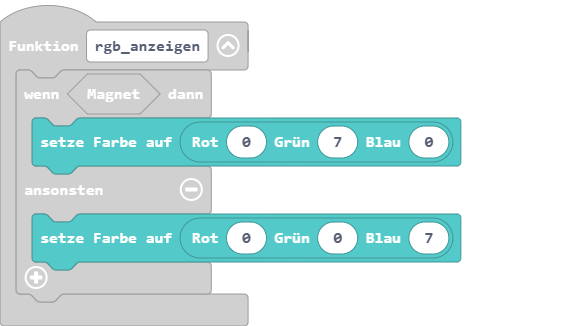 Funktion rgb_anzeigen
wenn Magnet dann
setze Farbe auf Rot 0 Grün 7 Blau 0
ansonsten
setze Farbe auf Rot 0 Grün 0 Blau 7